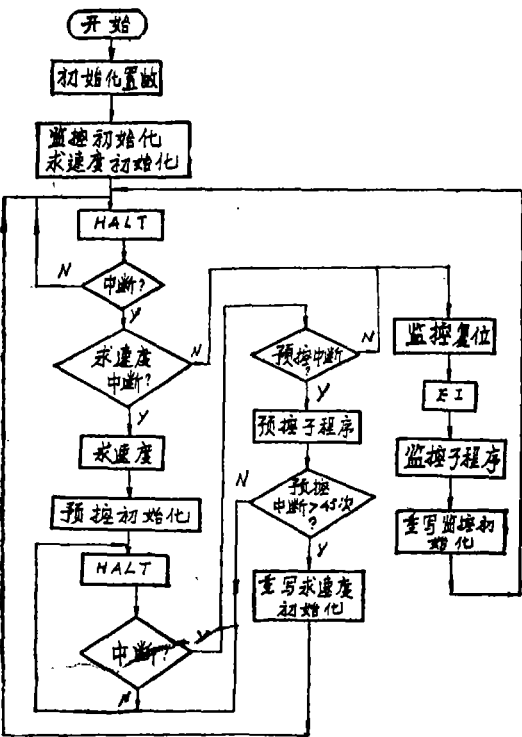 开始
初始化置数
监控初始化
求速度初始化
HALT
中断?
N
Y
求速度
中断?
N
Y
求速度
预控初始化
HALT
中断?
Y
N
预控中断
?
N
Y
预控子程序
预控
中断>45次
?
N
Y
重写求速度
初始化
监控复位
EI
监控子程序
重写监控初
始化